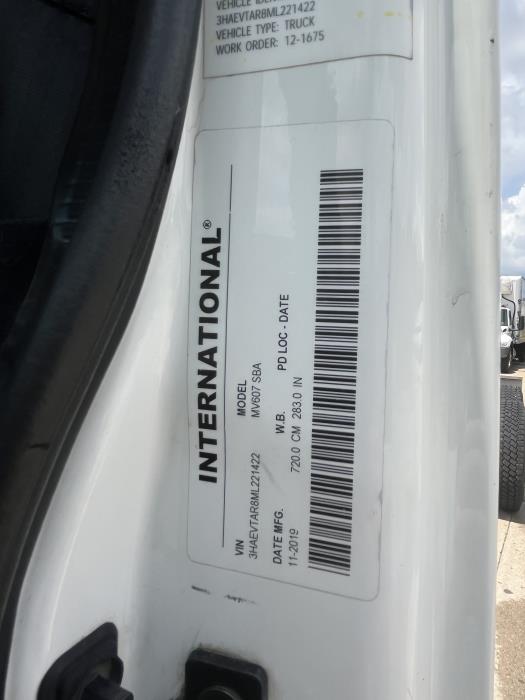 3HAEVTAR8ML221422
VEHICLE TYPE: TRUCK
WORK ORDER: 12-1675
INTERNATIONAL®
VIN MODEL
3HAEVTAR8ML221422 MV607 SBA
DATE MFG. W.B. PD LOC - DATE
11-2019 720.0 CM 283.0 IN